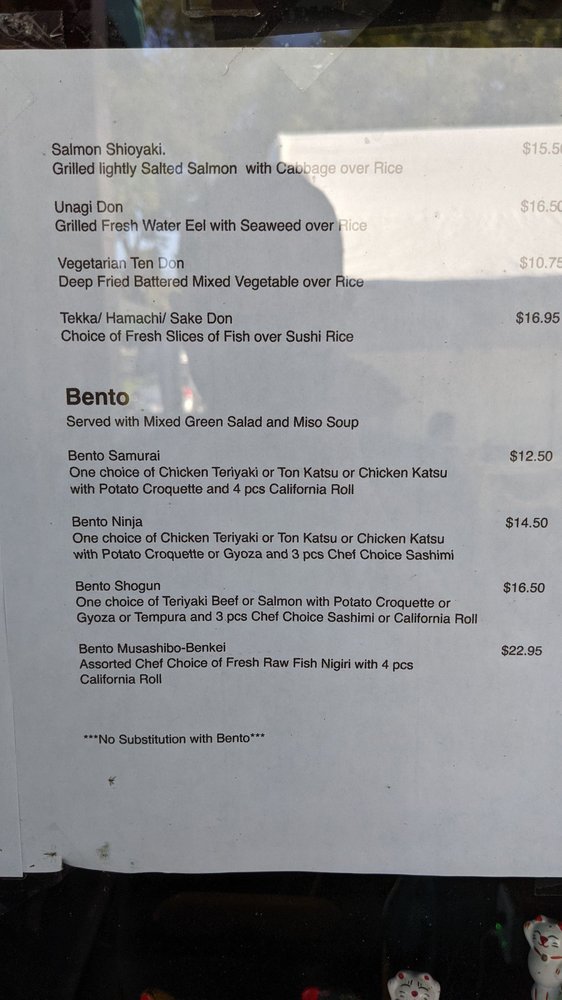 Salmon Shioyaki. $15.50
Grilled lightly Salted Salmon with Cabbage over Rice
Unagi Don $16.50
Grilled Fresh Water Eel with Seaweed over Rice
Vegetarian Ten Don $10.75
Deep Fried Battered Mixed Vegetable over Rice
Tekka/ Hamachi/ Sake Don $16.95
Choice of Fresh Slices of Fish over Sushi Rice
Bento
Served with Mixed Green Salad and Miso Soup
Bento Samurai $12.50
One choice of Chicken Teriyaki or Ton Katsu or Chicken Katsu
with Potato Croquette and 4 pcs California Roll
Bento Ninja $14.50
One choice of Chicken Teriyaki or Ton Katsu or Chicken Katsu
with Potato Croquette or Gyoza and 3 pcs Chef Choice Sashimi
Bento Shogun $16.50
One choice of Teriyaki Beef or Salmon with Potato Croquette or
Gyoza or Tempura and 3 pcs Chef Choice Sashimi or California Roll
Bento Musashibo-Benkei $22.95
Assorted Chef Choice of Fresh Raw Fish Nigiri with 4 pcs
California Roll
***No Substitution with Bento***